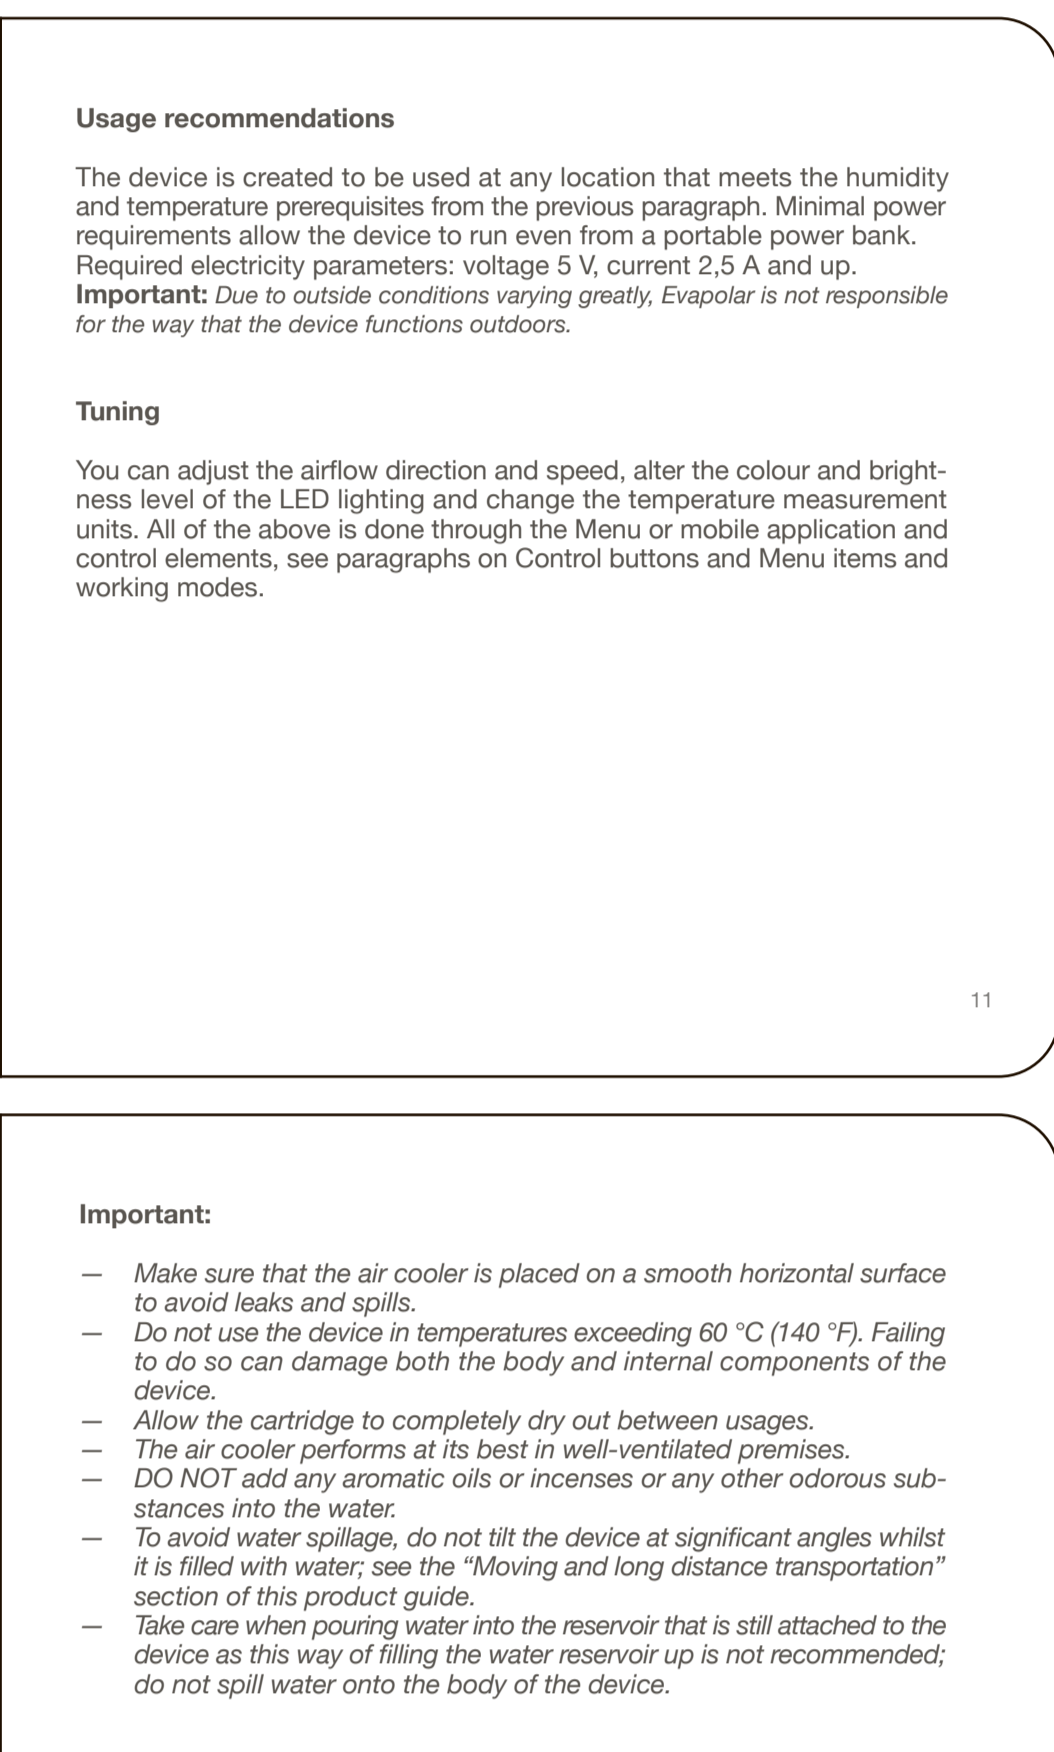 Usage recommendations
The device is created to be used at any location that meets the humidity
and temperature prerequisites from the previous paragraph. Minimal power
requirements allow the device to run even from a portable power bank.
Required electricity parameters: voltage 5 V, current 2,5 A and up.
Important: Due to outside conditions varying greatly, Evapolar is not responsible
for the way that the device functions outdoors.
Tuning
You can adjust the airflow direction and speed, alter the colour and bright-
ness level of the LED lighting and change the temperature measurement
units. All of the above is done through the Menu or mobile application and
control elements, see paragraphs on Control buttons and Menu items and
working modes.
11
Important:
— Make sure that the air cooler is placed on a smooth horizontal surface
to avoid leaks and spills.
— Do not use the device in temperatures exceeding 60 °C (140 °F). Failing
to do so can damage both the body and internal components of the
device.
— Allow the cartridge to completely dry out between usages.
— The air cooler performs at its best in well-ventilated premises.
— DO NOT add any aromatic oils or incenses or any other odorous sub-
stances into the water.
— To avoid water spillage, do not tilt the device at significant angles whilst
it is filled with water; see the “Moving and long distance transportation”
section of this product guide.
— Take care when pouring water into the reservoir that is still attached to the
device as this way of filling the water reservoir up is not recommended;
do not spill water onto the body of the device.